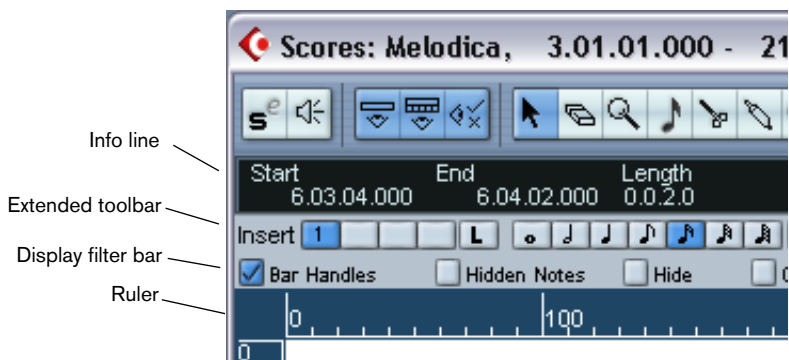 Scores: Melodica, 3.01.01.000 - 21
se
Info line
Start End Length
6.03.04.000 6.04.02.000 0.0.2.0
Extended toolbar
Insert 1 L
Display filter bar
Bar Handles Hidden Notes Hide
Ruler
0 100
0